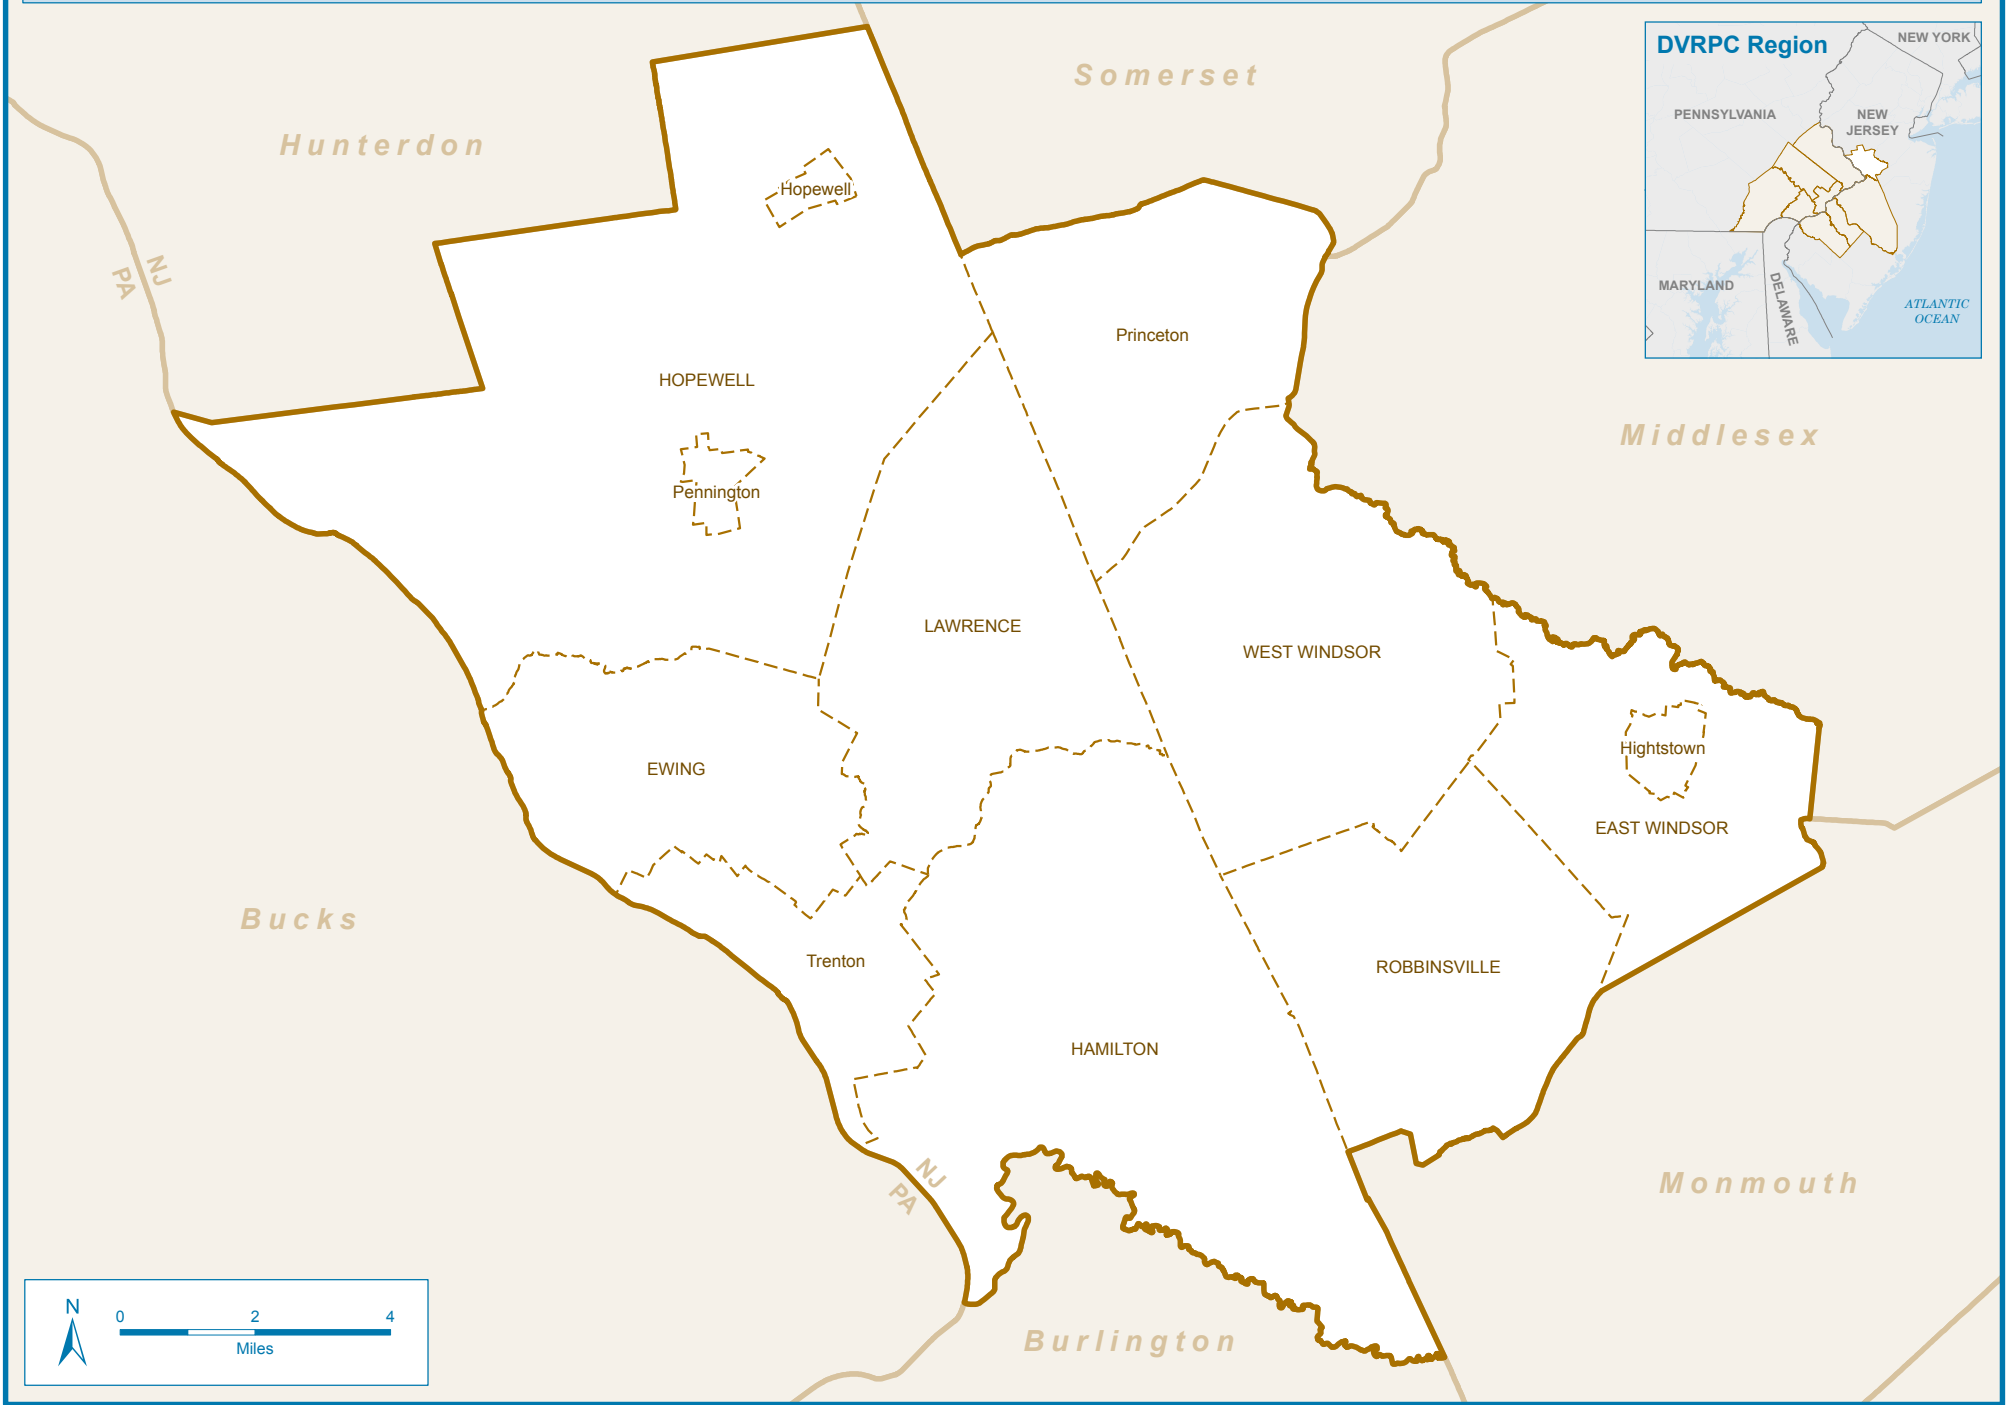 DVRPC Region
NEW YORK
PENNSYLVANIA
NEW
JERSEY
MARYLAND
DELAWARE
ATLANTIC
OCEAN
Somerset
Hunterdon
Hopewell
NJ
PA
Princeton
HOPEWELL
Middlesex
Pennington
LAWRENCE
WEST WINDSOR
Hightstown
EWING
EAST WINDSOR
Bucks
Trenton
ROBBINSVILLE
HAMILTON
NJ
PA
Monmouth
Burlington
N
0 2 4
Miles